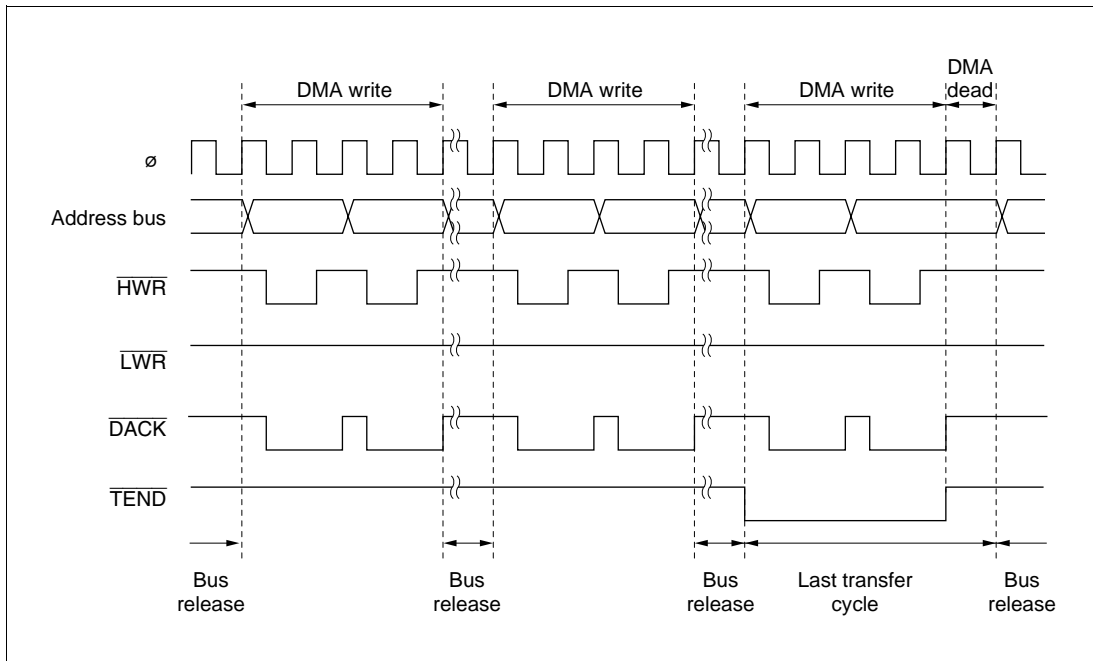 DMA
dead
DMA write
DMA write
DMA write
ø
Address bus
HWR
LWR
DACK
TEND
Bus
release
Bus
release
Bus
release
Last transfer
cycle
Bus
release